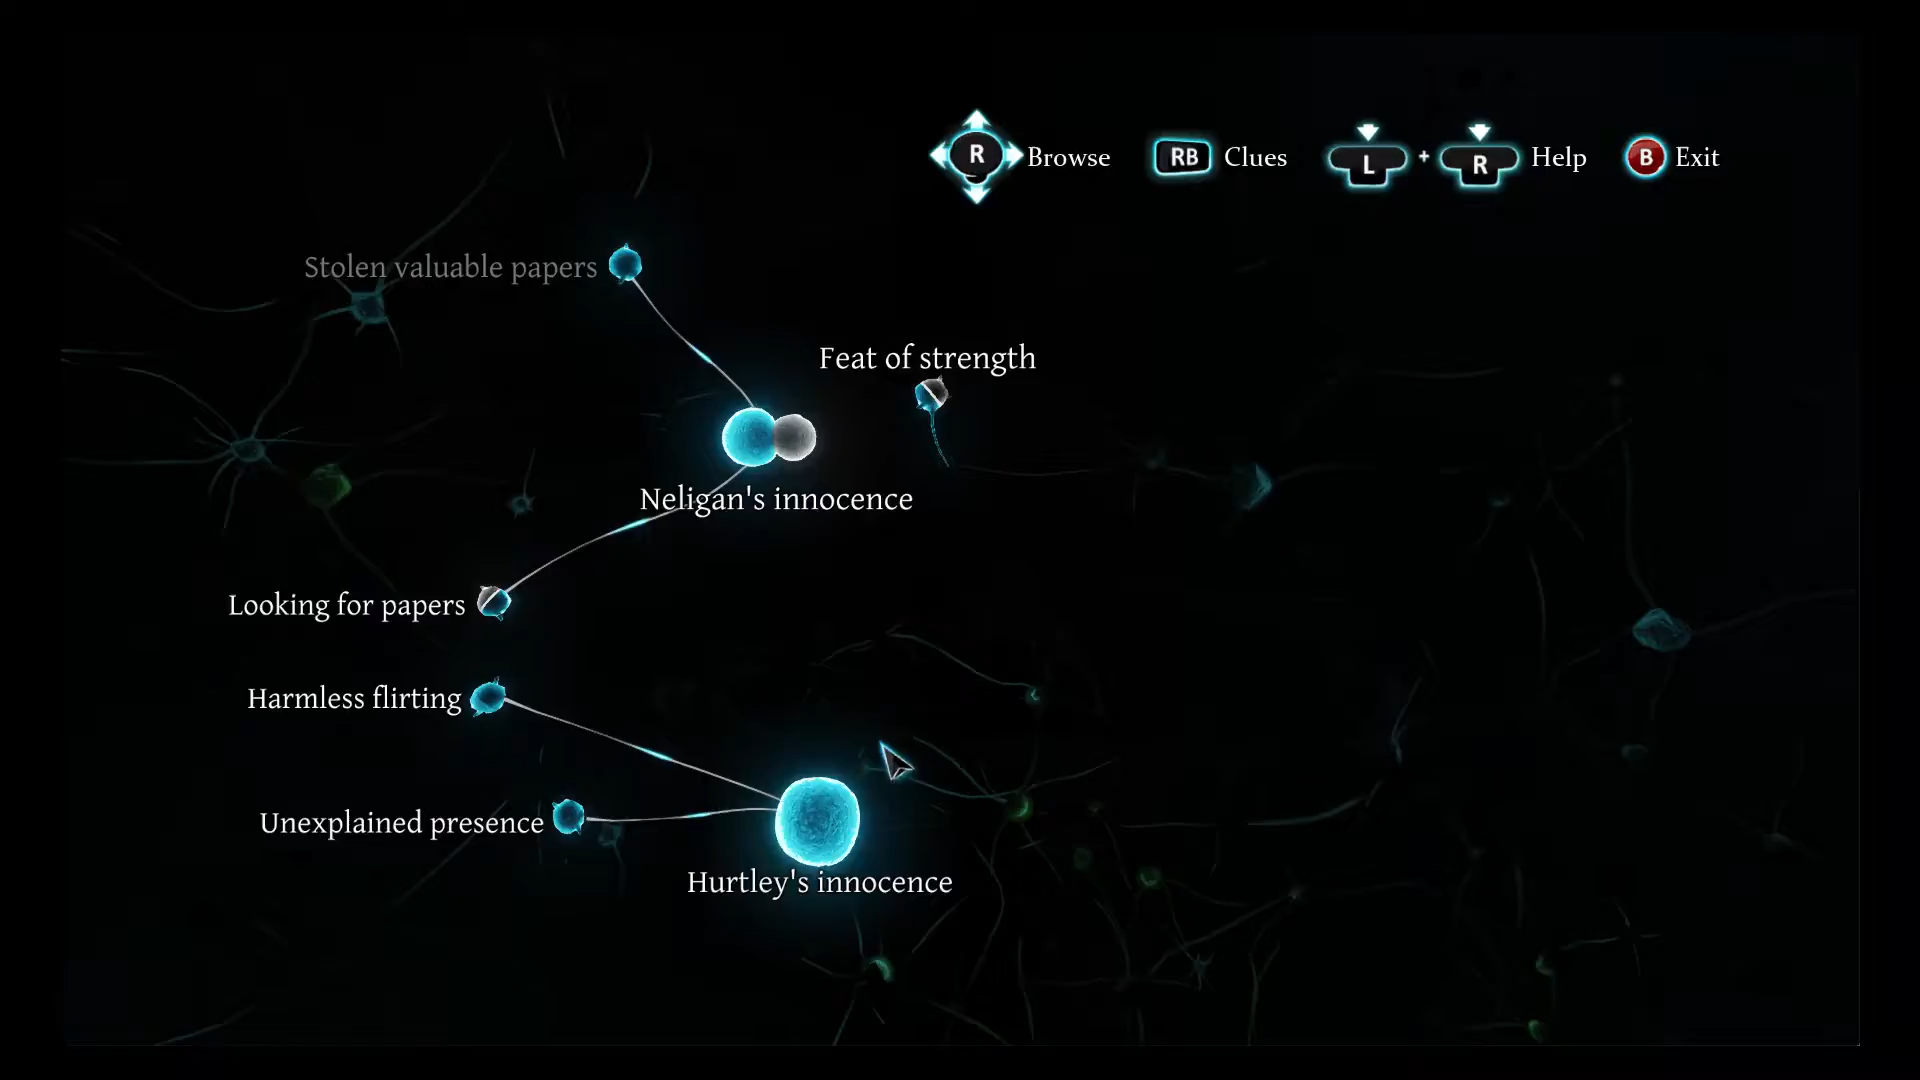 R Browse RB Clues L + R Help B Exit
Stolen valuable papers
Feat of strength
Neligan's innocence
Looking for papers
Harmless flirting
Unexplained presence
Hurtley's innocence